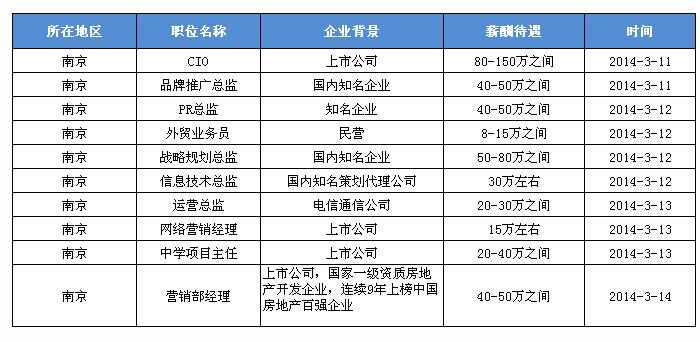 所在地区 职位名称 企业背景 薪酬待遇 时间
南京 CIO 上市公司 80-150万之间 2014-3-11
南京 品牌推广总监 国内知名企业 40-50万之间 2014-3-11
南京 PR总监 知名企业 40-50万之间 2014-3-12
南京 外贸业务员 民营 8-15万之间 2014-3-12
南京 战略规划总监 国内知名企业 50-80万之间 2014-3-12
南京 信息技术总监 国内知名策划代理公司 30万左右 2014-3-12
南京 运营总监 电信通信公司 20-30万之间 2014-3-13
南京 网络营销经理 上市公司 15万左右 2014-3-13
南京 中学项目主任 上市公司 20-40万之间 2014-3-13
南京 营销部经理 上市公司，国家一级资质房地
产开发企业，连续9年上榜中国
房地产百强企业 40-50万之间 2014-3-14